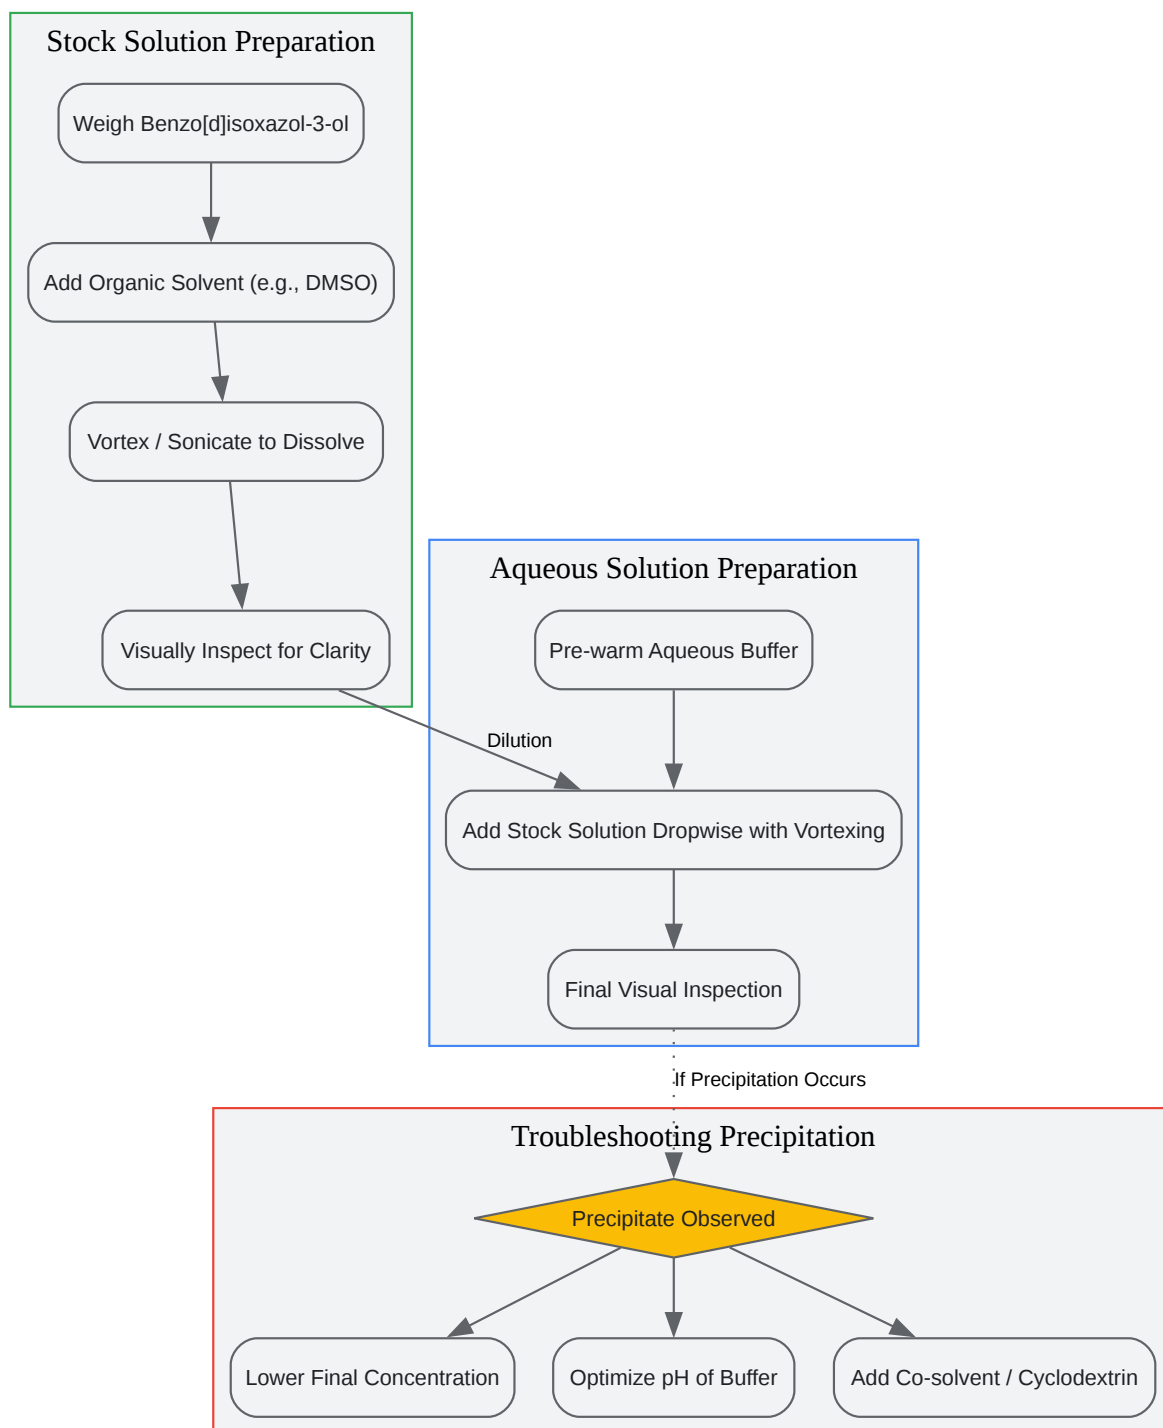 Stock Solution Preparation
Weigh Benzo[d]isoxazol-3-ol
Add Organic Solvent (e.g., DMSO)
Vortex / Sonicate to Dissolve
Visually Inspect for Clarity
Dilution
Aqueous Solution Preparation
Pre-warm Aqueous Buffer
Add Stock Solution Dropwise with Vortexing
Final Visual Inspection
If Precipitation Occurs
Troubleshooting Precipitation
Precipitate Observed
Lower Final Concentration
Optimize pH of Buffer
Add Co-solvent / Cyclodextrin